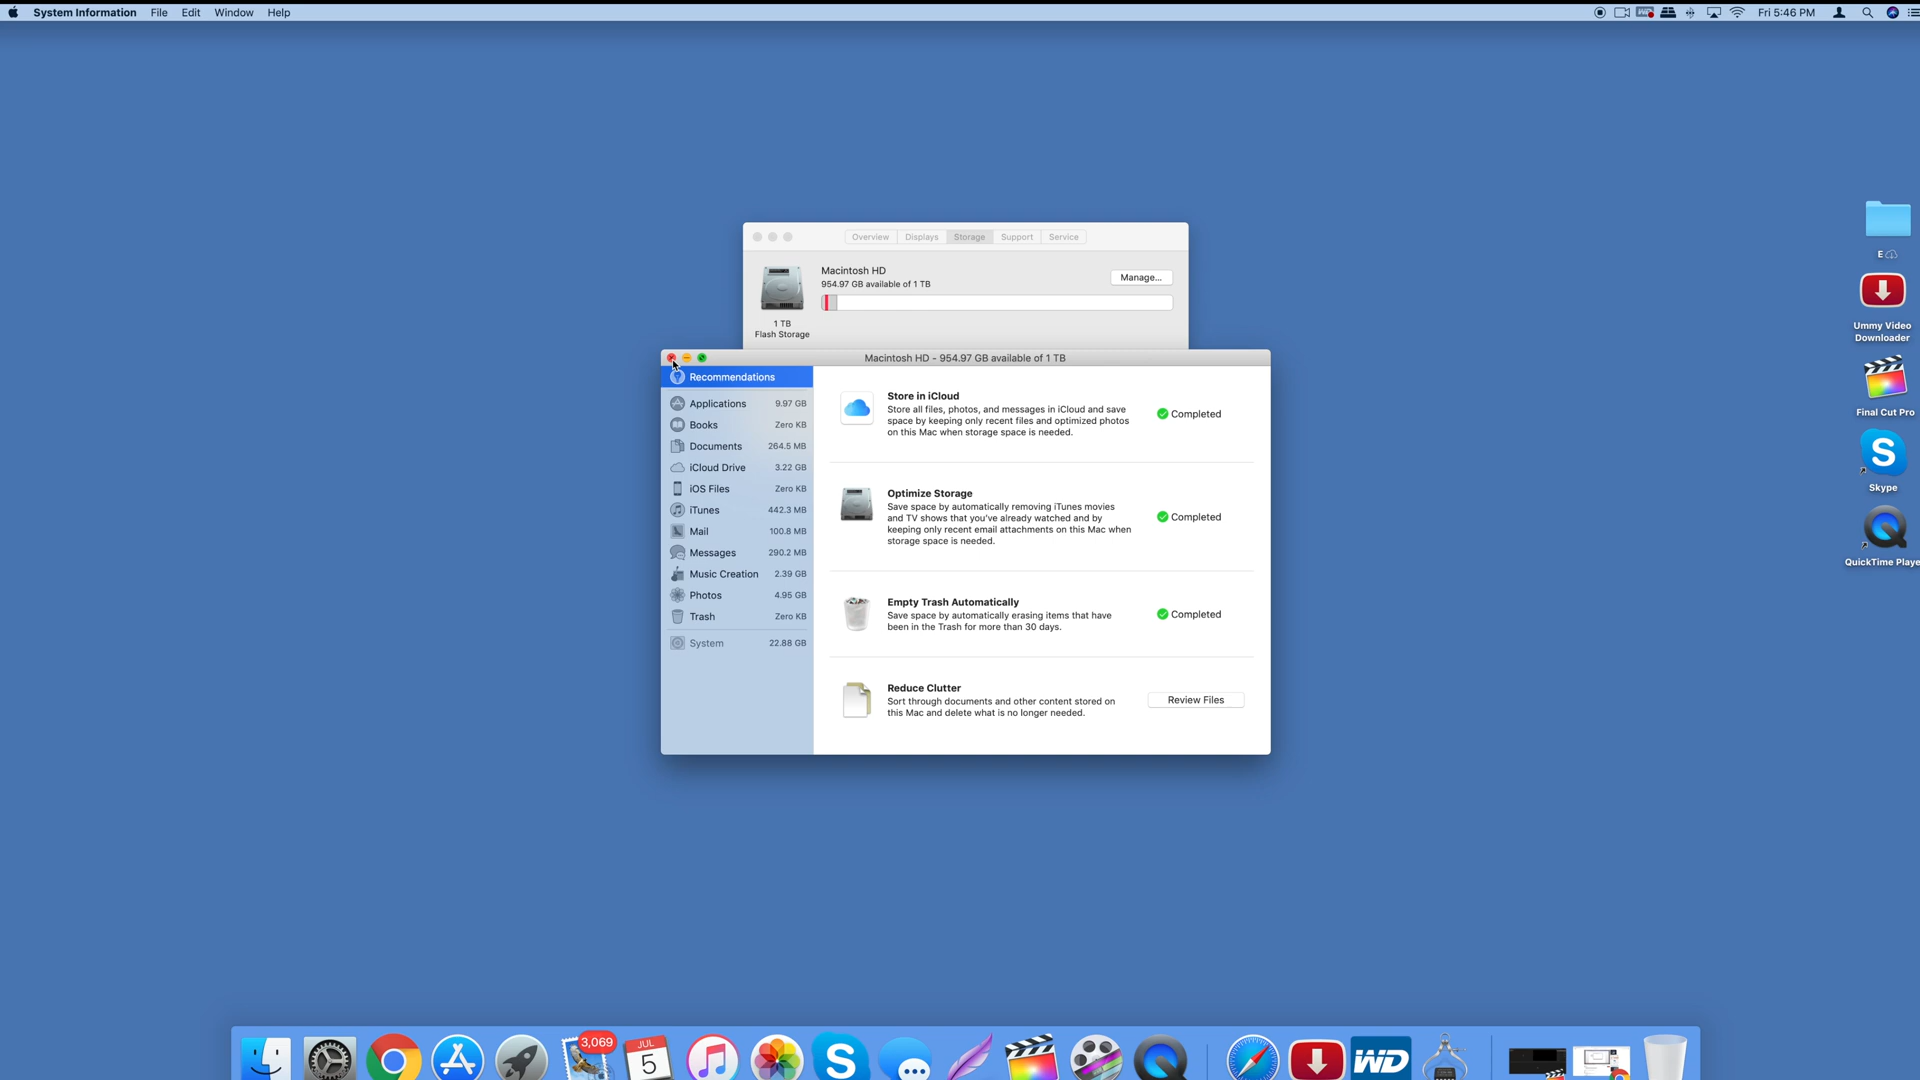 System Information File Edit Window Help
Fri 5:46 PM
Overview Displays Storage Support Service
Macintosh HD
954.97 GB available of 1 TB
Manage...
1 TB
Flash Storage
Macintosh HD - 954.97 GB available of 1 TB
Recommendations
Applications 9.97 GB
Books Zero KB
Documents 264.5 MB
iCloud Drive 3.22 GB
iOS Files Zero KB
iTunes 442.3 MB
Mail 100.8 MB
Messages 290.2 MB
Music Creation 2.39 GB
Photos 4.95 GB
Trash Zero KB
System 22.88 GB
Store in iCloud
Store all files, photos, and messages in iCloud and save
space by keeping only recent files and optimized photos
on this Mac when storage space is needed.
Completed
Optimize Storage
Save space by automatically removing iTunes movies
and TV shows that you've already watched and by
keeping only recent email attachments on this Mac when
storage space is needed.
Completed
Empty Trash Automatically
Save space by automatically erasing items that have
been in the Trash for more than 30 days.
Completed
Reduce Clutter
Sort through documents and other content stored on
this Mac and delete what is no longer needed.
Review Files
E
Ummy Video
Downloader
Final Cut Pro
S
Skype
QuickTime Playe
3,069
JUL
5
S
WD